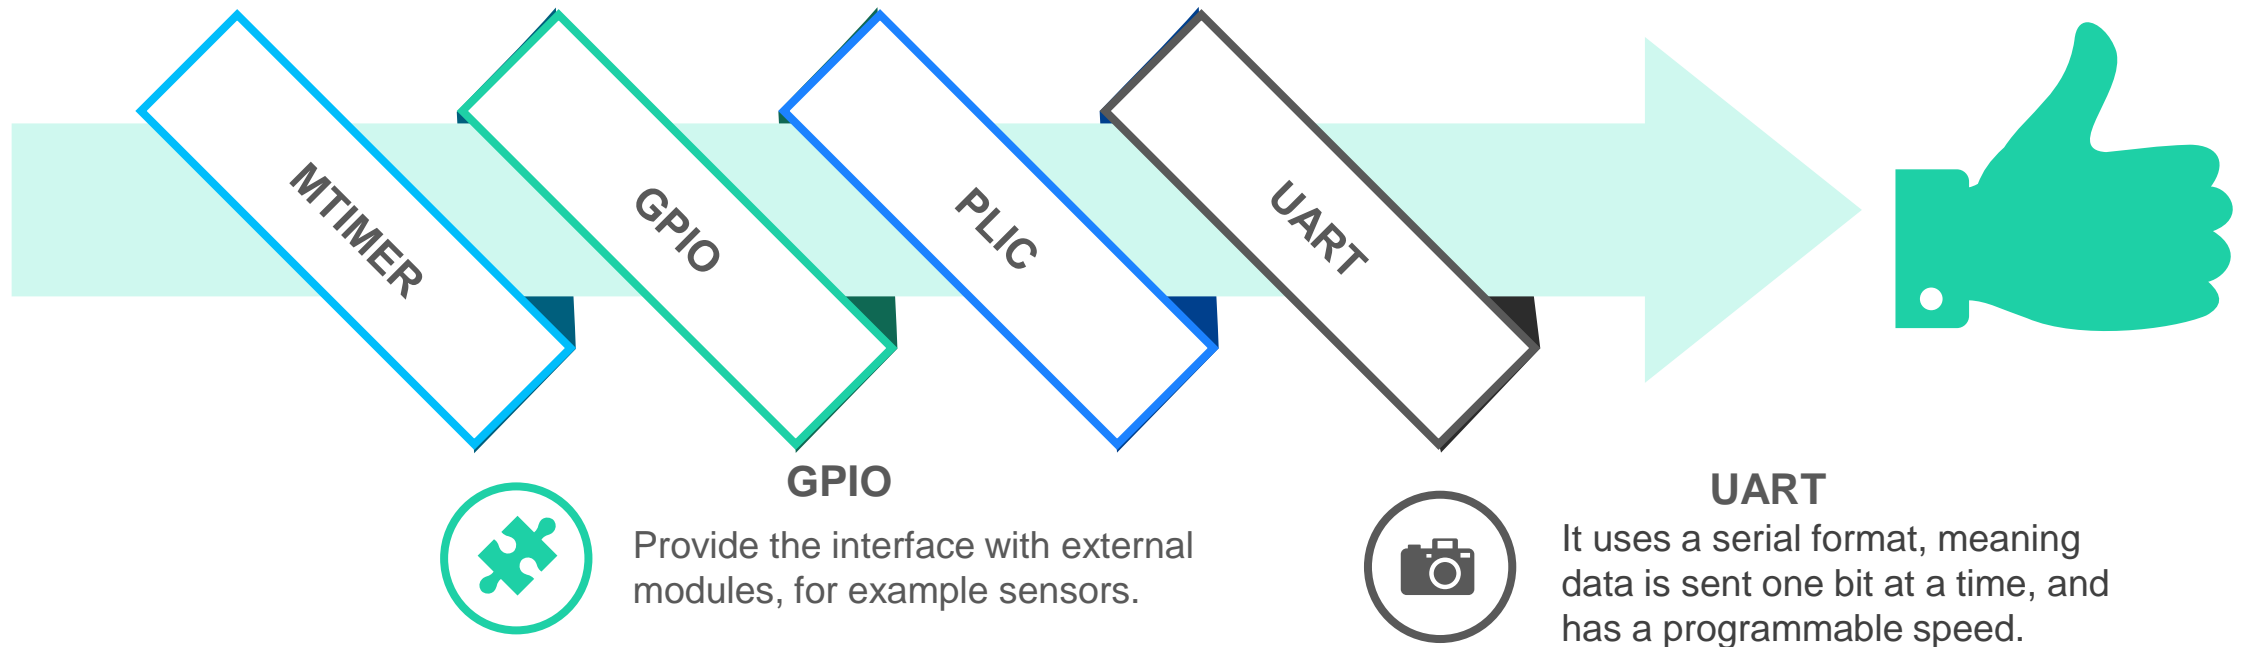 MTIMER
GPIO
PLIC
UART
GPIO
Provide the interface with external
modules, for example sensors.
UART
It uses a serial format, meaning
data is sent one bit at a time, and
has a programmable speed.